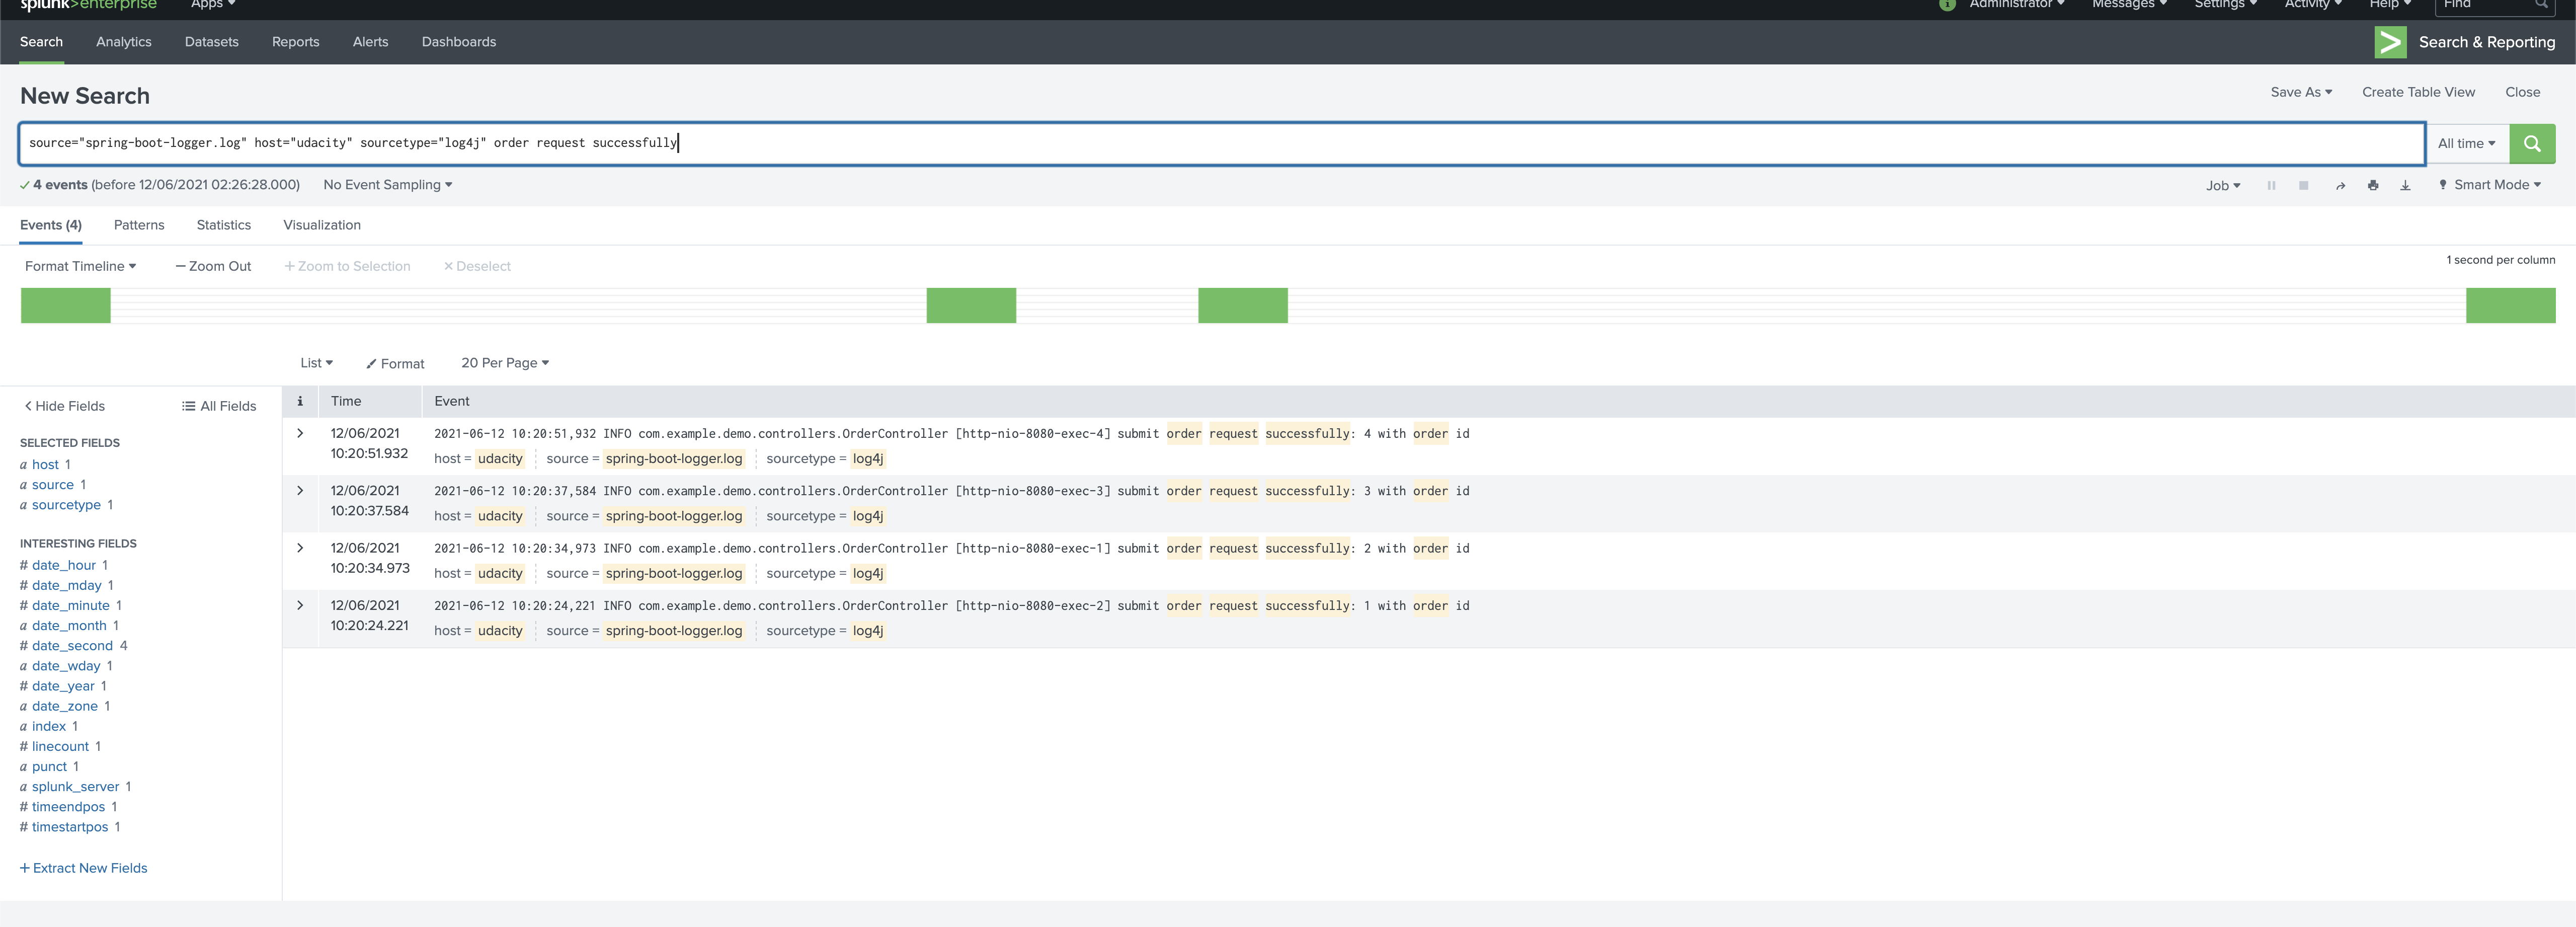 splunk>enterprise Apps
i Administrator Messages Settings Activity Help Find
Search Analytics Datasets Reports Alerts Dashboards
> Search & Reporting
New Search
Save As Create Table View Close
source="spring-boot-logger.log" host="udacity" sourcetype="log4j" order request successfully
All time
4 events (before 12/06/2021 02:26:28.000) No Event Sampling
Job Smart Mode
Events (4) Patterns Statistics Visualization
Format Timeline — Zoom Out + Zoom to Selection × Deselect
1 second per column
List Format 20 Per Page
< Hide Fields All Fields
SELECTED FIELDS
a host 1
a source 1
a sourcetype 1
INTERESTING FIELDS
# date_hour 1
# date_mday 1
# date_minute 1
a date_month 1
# date_second 4
a date_wday 1
# date_year 1
a date_zone 1
a index 1
# linecount 1
a punct 1
a splunk_server 1
# timeendpos 1
# timestartpos 1
+ Extract New Fields
i Time Event
> 12/06/2021 2021-06-12 10:20:51,932 INFO com.example.demo.controllers.OrderController [http-nio-8080-exec-4] submit order request successfully: 4 with order id
10:20:51.932 host = udacity source = spring-boot-logger.log sourcetype = log4j
> 12/06/2021 2021-06-12 10:20:37,584 INFO com.example.demo.controllers.OrderController [http-nio-8080-exec-3] submit order request successfully: 3 with order id
10:20:37.584 host = udacity source = spring-boot-logger.log sourcetype = log4j
> 12/06/2021 2021-06-12 10:20:34,973 INFO com.example.demo.controllers.OrderController [http-nio-8080-exec-1] submit order request successfully: 2 with order id
10:20:34.973 host = udacity source = spring-boot-logger.log sourcetype = log4j
> 12/06/2021 2021-06-12 10:20:24,221 INFO com.example.demo.controllers.OrderController [http-nio-8080-exec-2] submit order request successfully: 1 with order id
10:20:24.221 host = udacity source = spring-boot-logger.log sourcetype = log4j